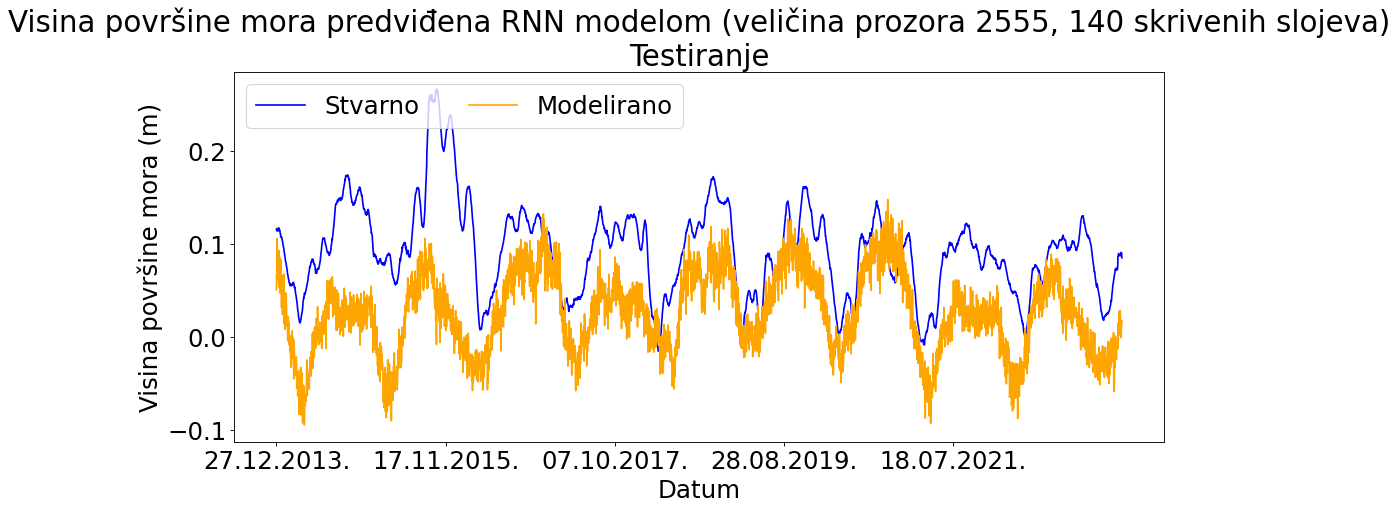 Visina površine mora predviđena RNN modelom (veličina prozora 2555, 140 skrivenih slojeva)
Testiranje
Stvarno Modelirano
Visina površine mora (m)
0.2
0.1
0.0
−0.1
27.12.2013. 17.11.2015. 07.10.2017. 28.08.2019. 18.07.2021.
Datum